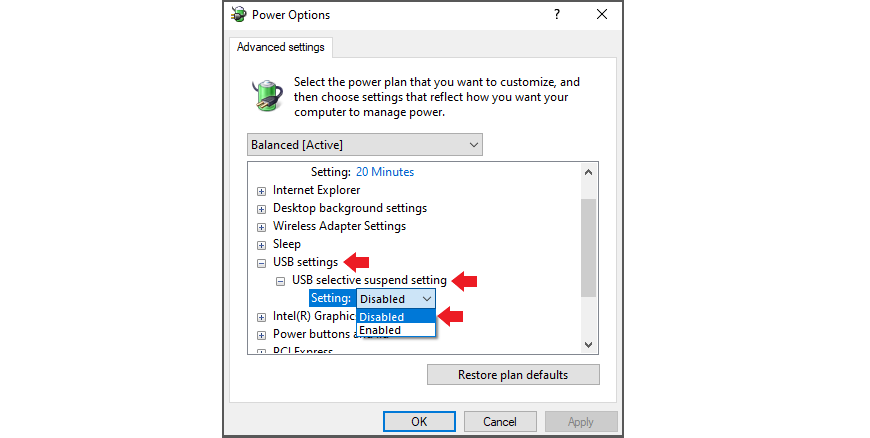 Power Options
?
Advanced settings
Select the power plan that you want to customize, and
then choose settings that reflect how you want your
computer to manage power.
Balanced [Active]
Setting: 20 Minutes
Internet Explorer
Desktop background settings
Wireless Adapter Settings
Sleep
USB settings
USB selective suspend setting
Setting: Disabled
Intel(R) Graphic
Disabled
Enabled
Power buttons
PCI Express
Restore plan defaults
OK
Cancel
Apply